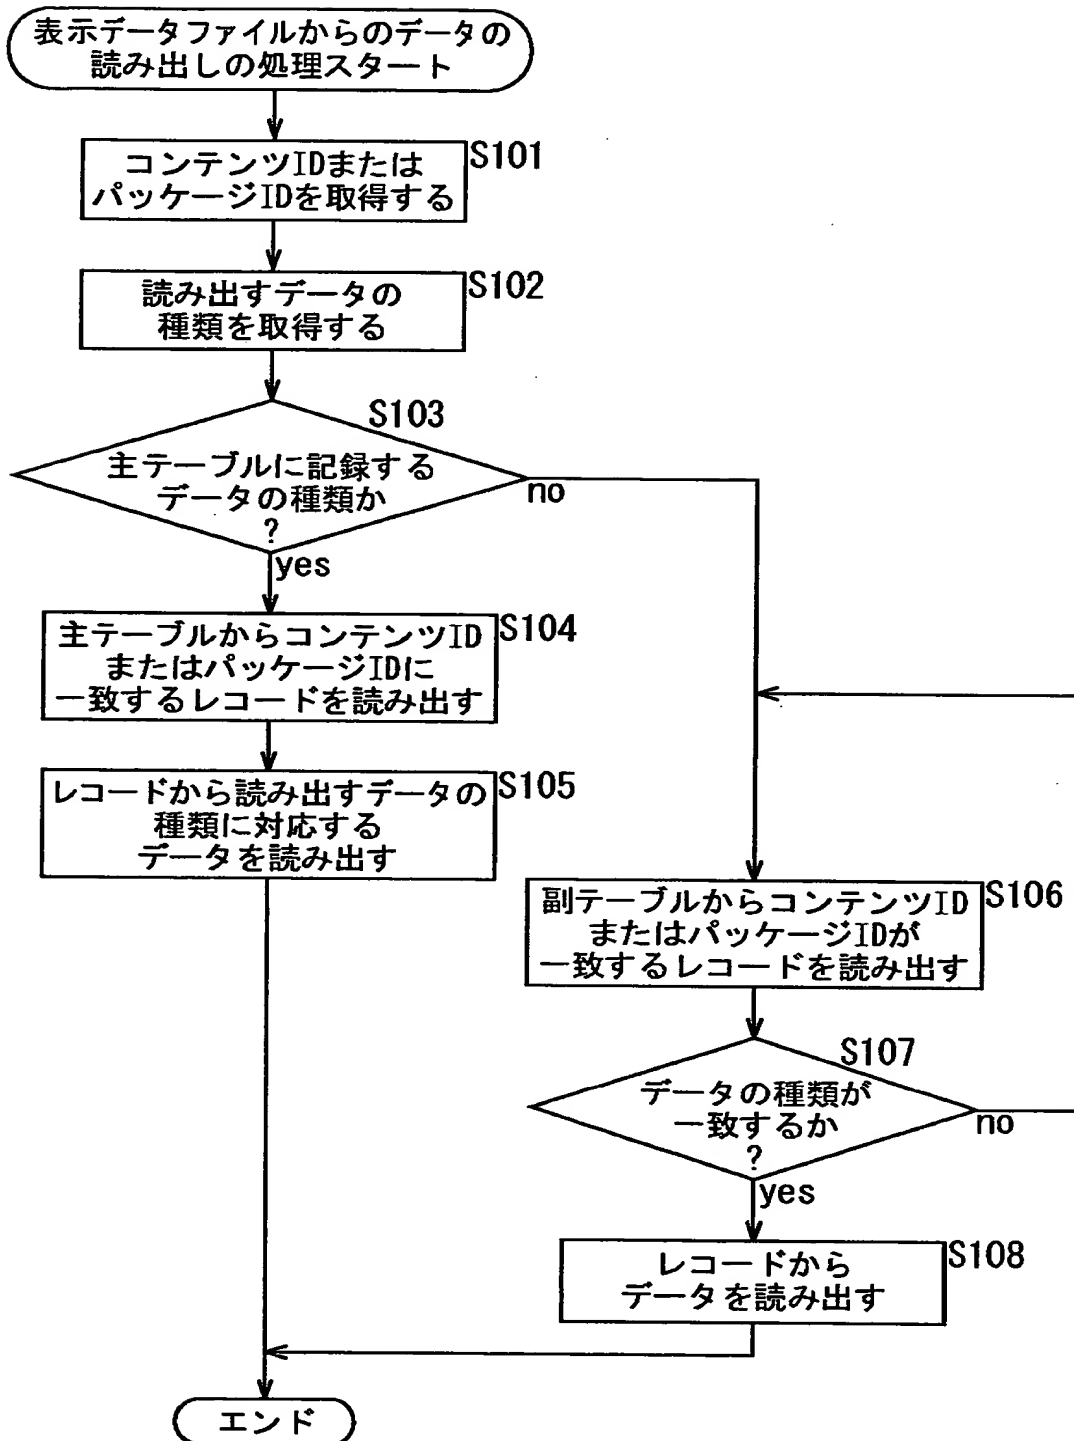 表示データファイルからのデータの
読み出しの処理スタート
コンテンツIDまたは
パッケージIDを取得する
S101
読み出すデータの
種類を取得する
S102
S103
主テーブルに記録する
データの種類か
?
no
yes
主テーブルからコンテンツID
またはパッケージIDに
一致するレコードを読み出す
S104
レコードから読み出すデータの
種類に対応する
データを読み出す
S105
副テーブルからコンテンツID
またはパッケージIDが
一致するレコードを読み出す
S106
S107
データの種類が
一致するか
?
no
yes
レコードから
データを読み出す
S108
エンド